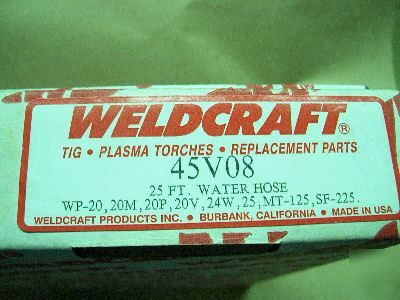 WELDCRAFT®
TIG • PLASMA TORCHES • REPLACEMENT PARTS
45V08
25 FT. WATER HOSE
WP-20, 20M, 20P, 20V, 24W, 25, MT-125, SF-225.
WELDCRAFT PRODUCTS INC. • BURBANK, CALIFORNIA • MADE IN USA